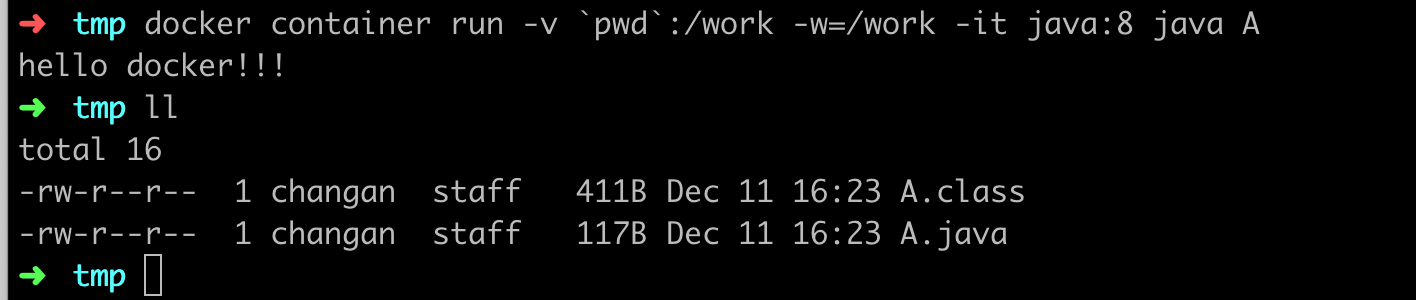 ➜ tmp docker container run -v `pwd`:/work -w=/work -it java:8 java A
hello docker!!!
➜ tmp ll
total 16
-rw-r--r-- 1 changan staff 411B Dec 11 16:23 A.class
-rw-r--r-- 1 changan staff 117B Dec 11 16:23 A.java
➜ tmp